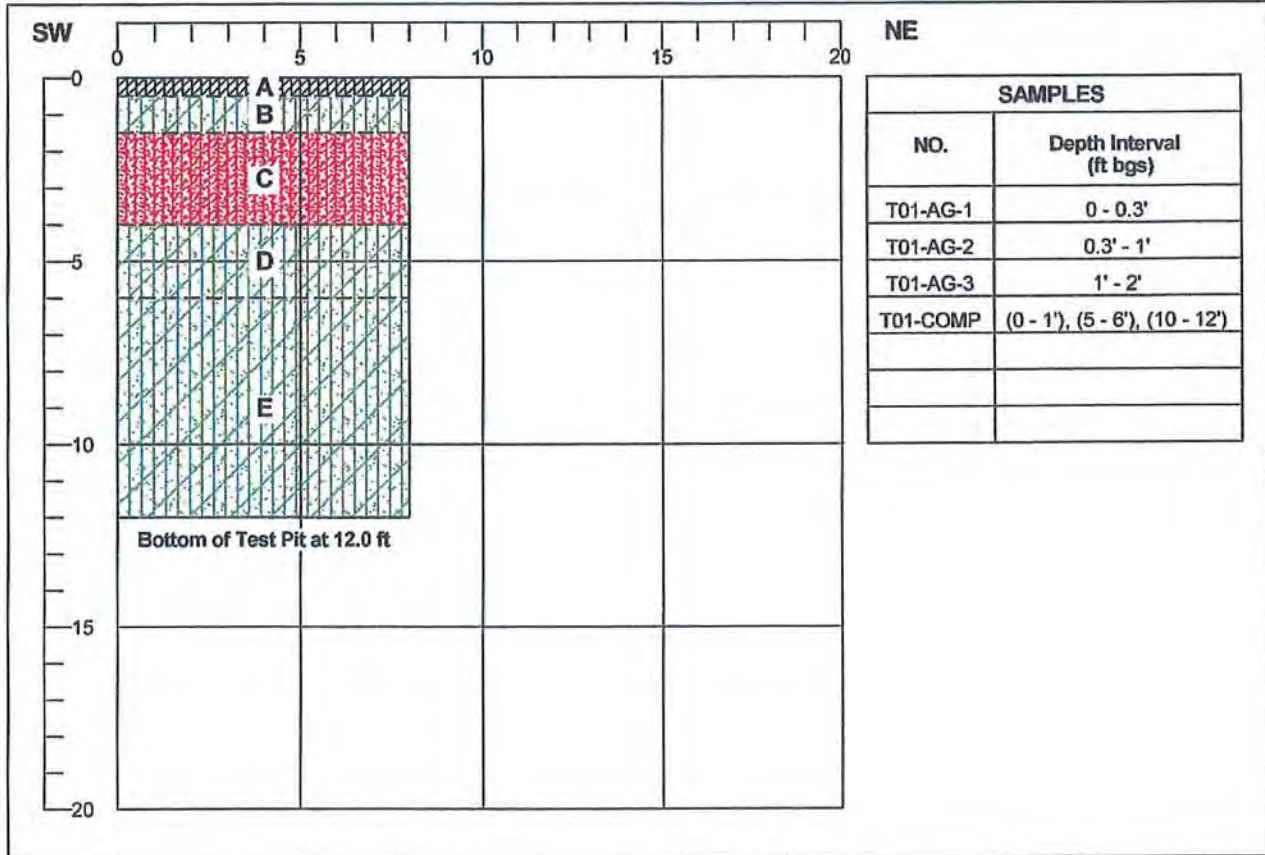 SW
NE
0 5 10 15 20
0
A
B
C
D
5
E
10
Bottom of Test Pit at 12.0 ft
15
20
SAMPLES
NO. Depth Interval
(ft bgs)
T01-AG-1 0 - 0.3'
T01-AG-2 0.3' - 1'
T01-AG-3 1' - 2'
T01-COMP (0 - 1'), (5 - 6'), (10 - 12')